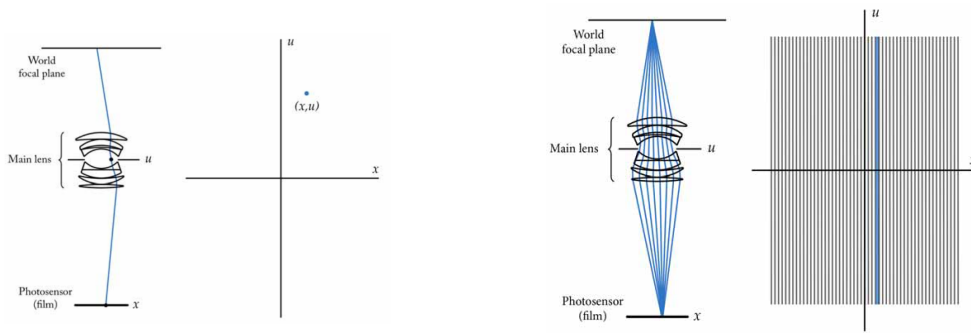 World
focal plane
Main lens
u
Photosensor
(film)
x
u
(x,u)
x
World
focal plane
Main lens
u
Photosensor
(film)
x
u